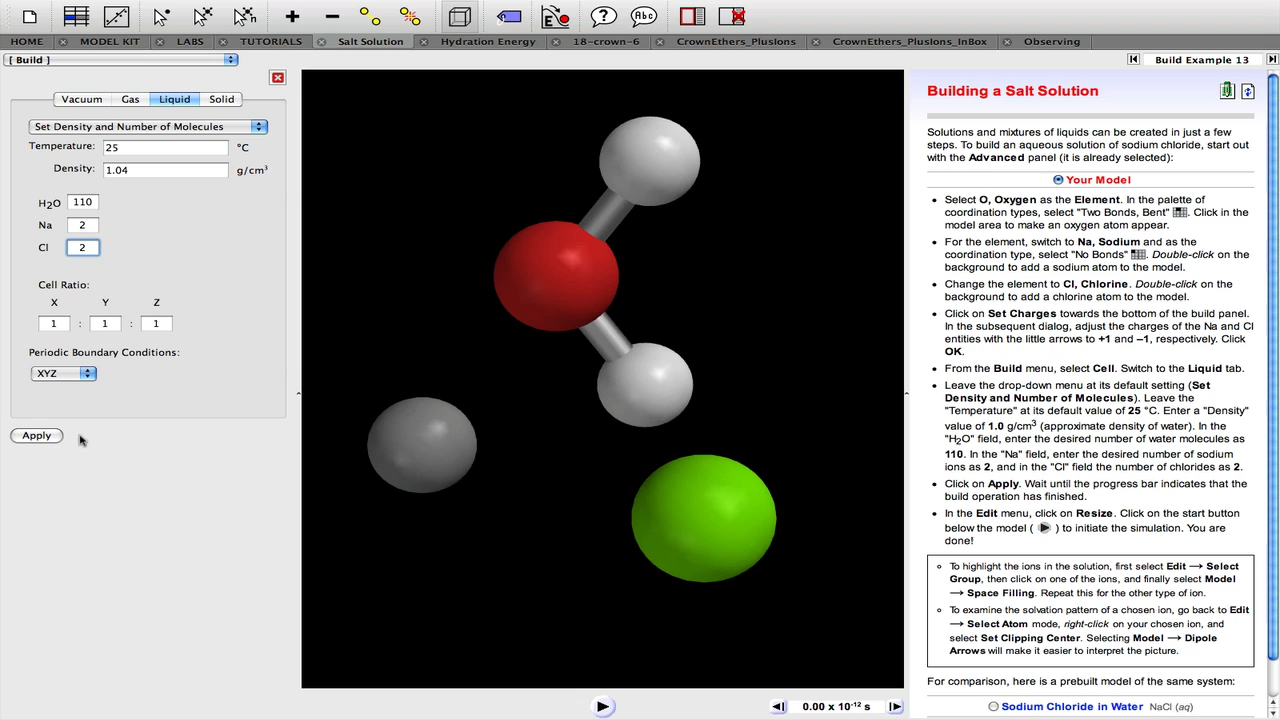 n
E
?
Abc
HOME
MODEL KIT
LABS
TUTORIALS
Salt Solution
Hydration Energy
18-crown-6
CrownEthers_PlusIons
CrownEthers_PlusIons_InBox
Observing
[ Build ]
Build Example 13
Vacuum Gas Liquid Solid
Set Density and Number of Molecules
Temperature: 25 °C
Density: 1.04 g/cm³
H₂O 110
Na 2
Cl 2
Cell Ratio:
X Y Z
1 : 1 : 1
Periodic Boundary Conditions:
XYZ
Apply
0.00 x 10⁻¹² s
Building a Salt Solution
Solutions and mixtures of liquids can be created in just a few
steps. To build an aqueous solution of sodium chloride, start out
with the Advanced panel (it is already selected):
Your Model
• Select O, Oxygen as the Element. In the palette of
coordination types, select "Two Bonds, Bent" . Click in the
model area to make an oxygen atom appear.
• For the element, switch to Na, Sodium and as the
coordination type, select "No Bonds" . Double-click on the
background to add a sodium atom to the model.
• Change the element to Cl, Chlorine. Double-click on the
background to add a chlorine atom to the model.
• Click on Set Charges towards the bottom of the build panel.
In the subsequent dialog, adjust the charges of the Na and Cl
entities with the little arrows to +1 and –1, respectively. Click
OK.
• From the Build menu, select Cell. Switch to the Liquid tab.
• Leave the drop-down menu at its default setting (Set
Density and Number of Molecules). Leave the
"Temperature" at its default value of 25 °C. Enter a "Density"
value of 1.0 g/cm³ (approximate density of water). In the
"H₂O" field, enter the desired number of water molecules as
110. In the "Na" field, enter the desired number of sodium
ions as 2, and in the "Cl" field the number of chlorides as 2.
• Click on Apply. Wait until the progress bar indicates that the
build operation has finished.
• In the Edit menu, click on Resize. Click on the start button
below the model ( ▶ ) to initiate the simulation. You are
done!
To highlight the ions in the solution, first select Edit → Select
Group, then click on one of the ions, and finally select Model
→ Space Filling. Repeat this for the other type of ion.
To examine the solvation pattern of a chosen ion, go back to Edit
→ Select Atom mode, right-click on your chosen ion, and
select Set Clipping Center. Selecting Model → Dipole
Arrows will make it easier to interpret the picture.
For comparison, here is a prebuilt model of the same system:
Sodium Chloride in Water NaCl (aq)